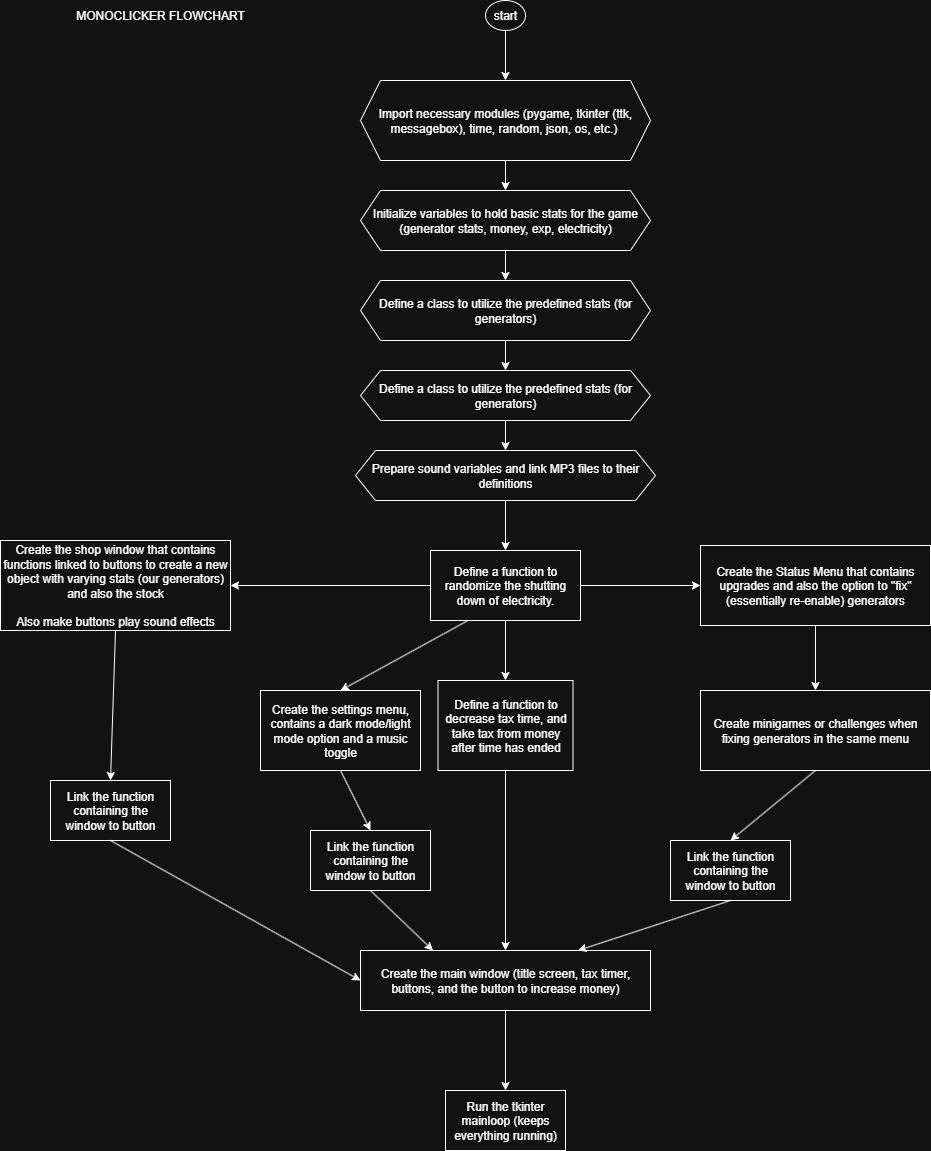 MONOCLICKER FLOWCHART
start
Import necessary modules (pygame, tkinter (ttk,
messagebox), time, random, json, os, etc.)
Initialize variables to hold basic stats for the game
(generator stats, money, exp, electricity)
Define a class to utilize the predefined stats (for
generators)
Define a class to utilize the predefined stats (for
generators)
Prepare sound variables and link MP3 files to their
definitions
Create the shop window that contains
functions linked to buttons to create a new
object with varying stats (our generators)
and also the stock
Also make buttons play sound effects
Define a function to
randomize the shutting
down of electricity.
Create the Status Menu that contains
upgrades and also the option to "fix"
(essentially re-enable) generators
Create the settings menu,
contains a dark mode/light
mode option and a music
toggle
Define a function to
decrease tax time, and
take tax from money
after time has ended
Create minigames or challenges when
fixing generators in the same menu
Link the function
containing the
window to button
Link the function
containing the
window to button
Link the function
containing the
window to button
Create the main window (title screen, tax timer,
buttons, and the button to increase money)
Run the tkinter
mainloop (keeps
everything running)